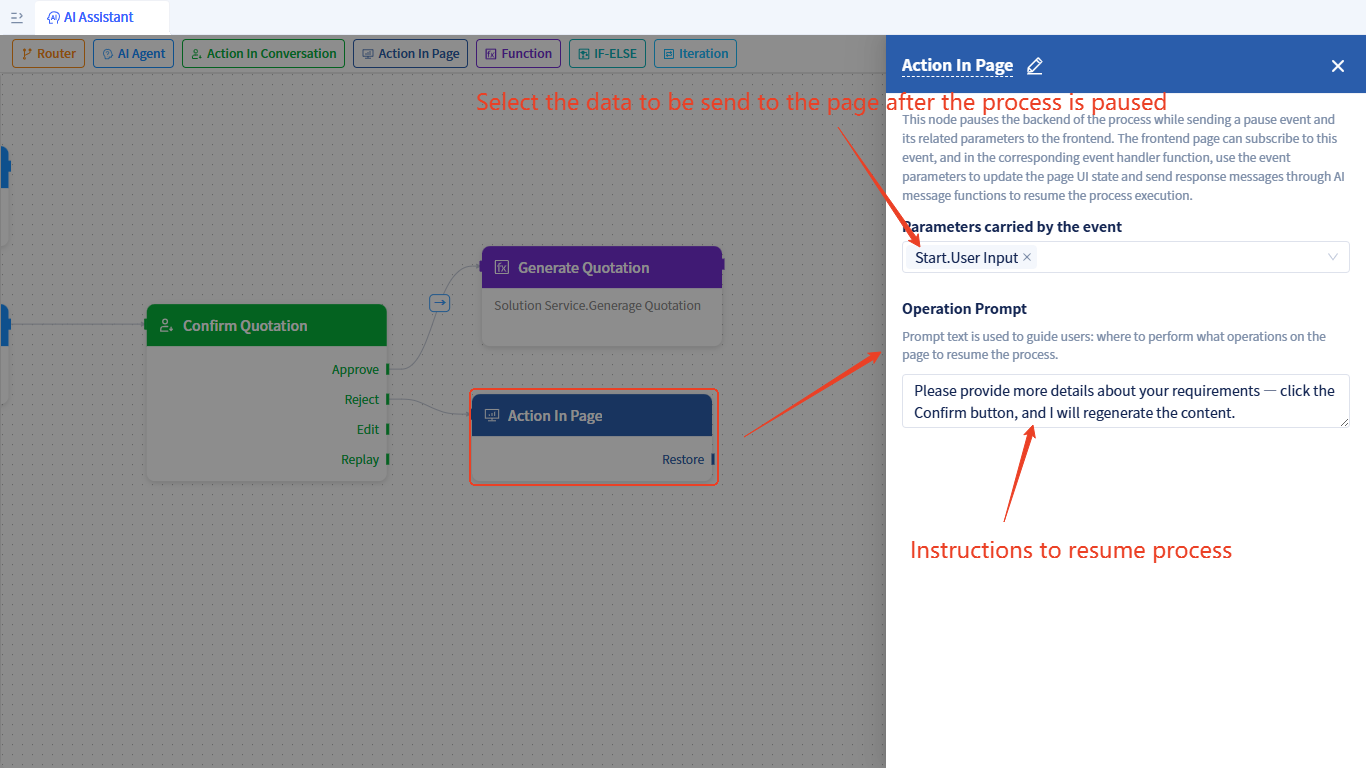 AI Assistant
Router
AI Agent
Action In Conversation
Action In Page
Function
IF-ELSE
Iteration
Action In Page
Select the data to be send to the page after the process is paused
This node pauses the backend of the process while sending a pause event and
its related parameters to the frontend. The frontend page can subscribe to this
event, and in the corresponding event handler function, use the event
parameters to update the page UI state and send response messages through AI
message functions to resume the process execution.
Parameters carried by the event
Start.User Input
Generate Quotation
Solution Service.Generage Quotation
Confirm Quotation
Approve
Reject
Edit
Replay
Action In Page
Restore
Operation Prompt
Prompt text is used to guide users: where to perform what operations on the
page to resume the process.
Please provide more details about your requirements — click the
Confirm button, and I will regenerate the content.
Instructions to resume process